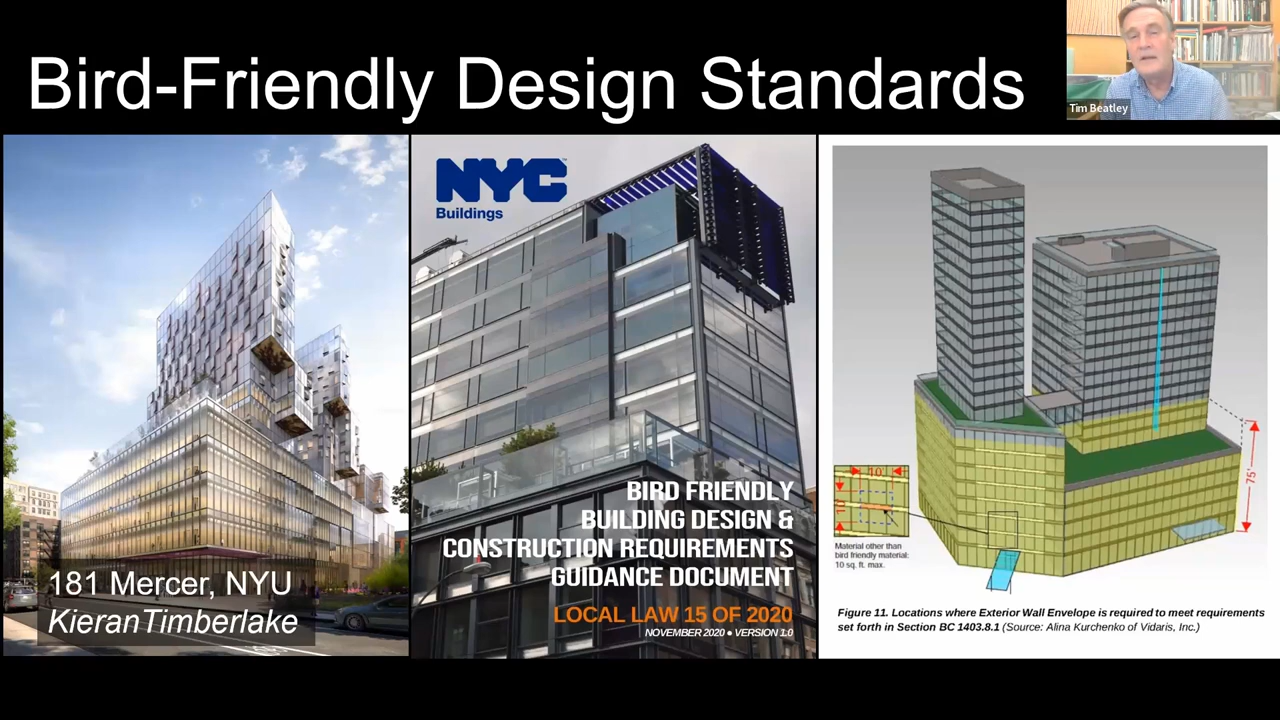 Bird-Friendly Design Standards
Tim Beatley
181 Mercer, NYU
KieranTimberlake
NYC
Buildings
BIRD FRIENDLY
BUILDING DESIGN &
CONSTRUCTION REQUIREMENTS
GUIDANCE DOCUMENT
LOCAL LAW 15 OF 2020
NOVEMBER 2020 ● VERSION 1.0
10'
75'
Material other than
bird friendly material:
10 sq. ft. max.
Figure 11. Locations where Exterior Wall Envelope is required to meet requirements
set forth in Section BC 1403.8.1 (Source: Alina Kurchenko of Vidaris, Inc.)